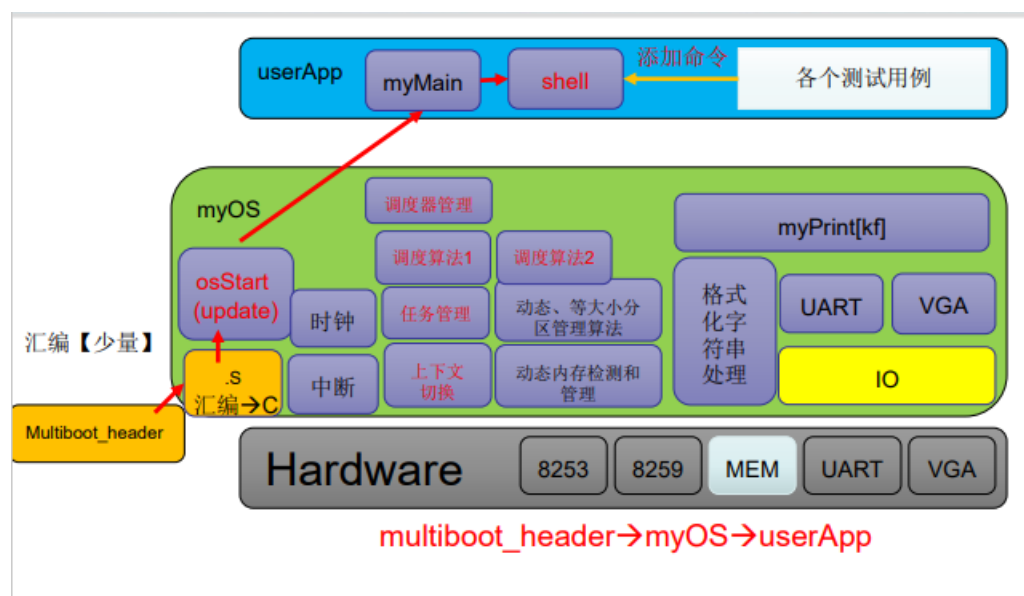 userApp
myMain
shell
添加命令
各个测试用例
myOS
调度器管理
myPrint[kf]
osStart
(update)
时钟
调度算法1
调度算法2
任务管理
动态、等大小分
区管理算法
格式
化字
符串
处理
UART
VGA
汇编【少量】
.S
汇编→C
中断
上下文
切换
动态内存检测和
管理
IO
Multiboot_header
Hardware
8253
8259
MEM
UART
VGA
multiboot_header→myOS→userApp